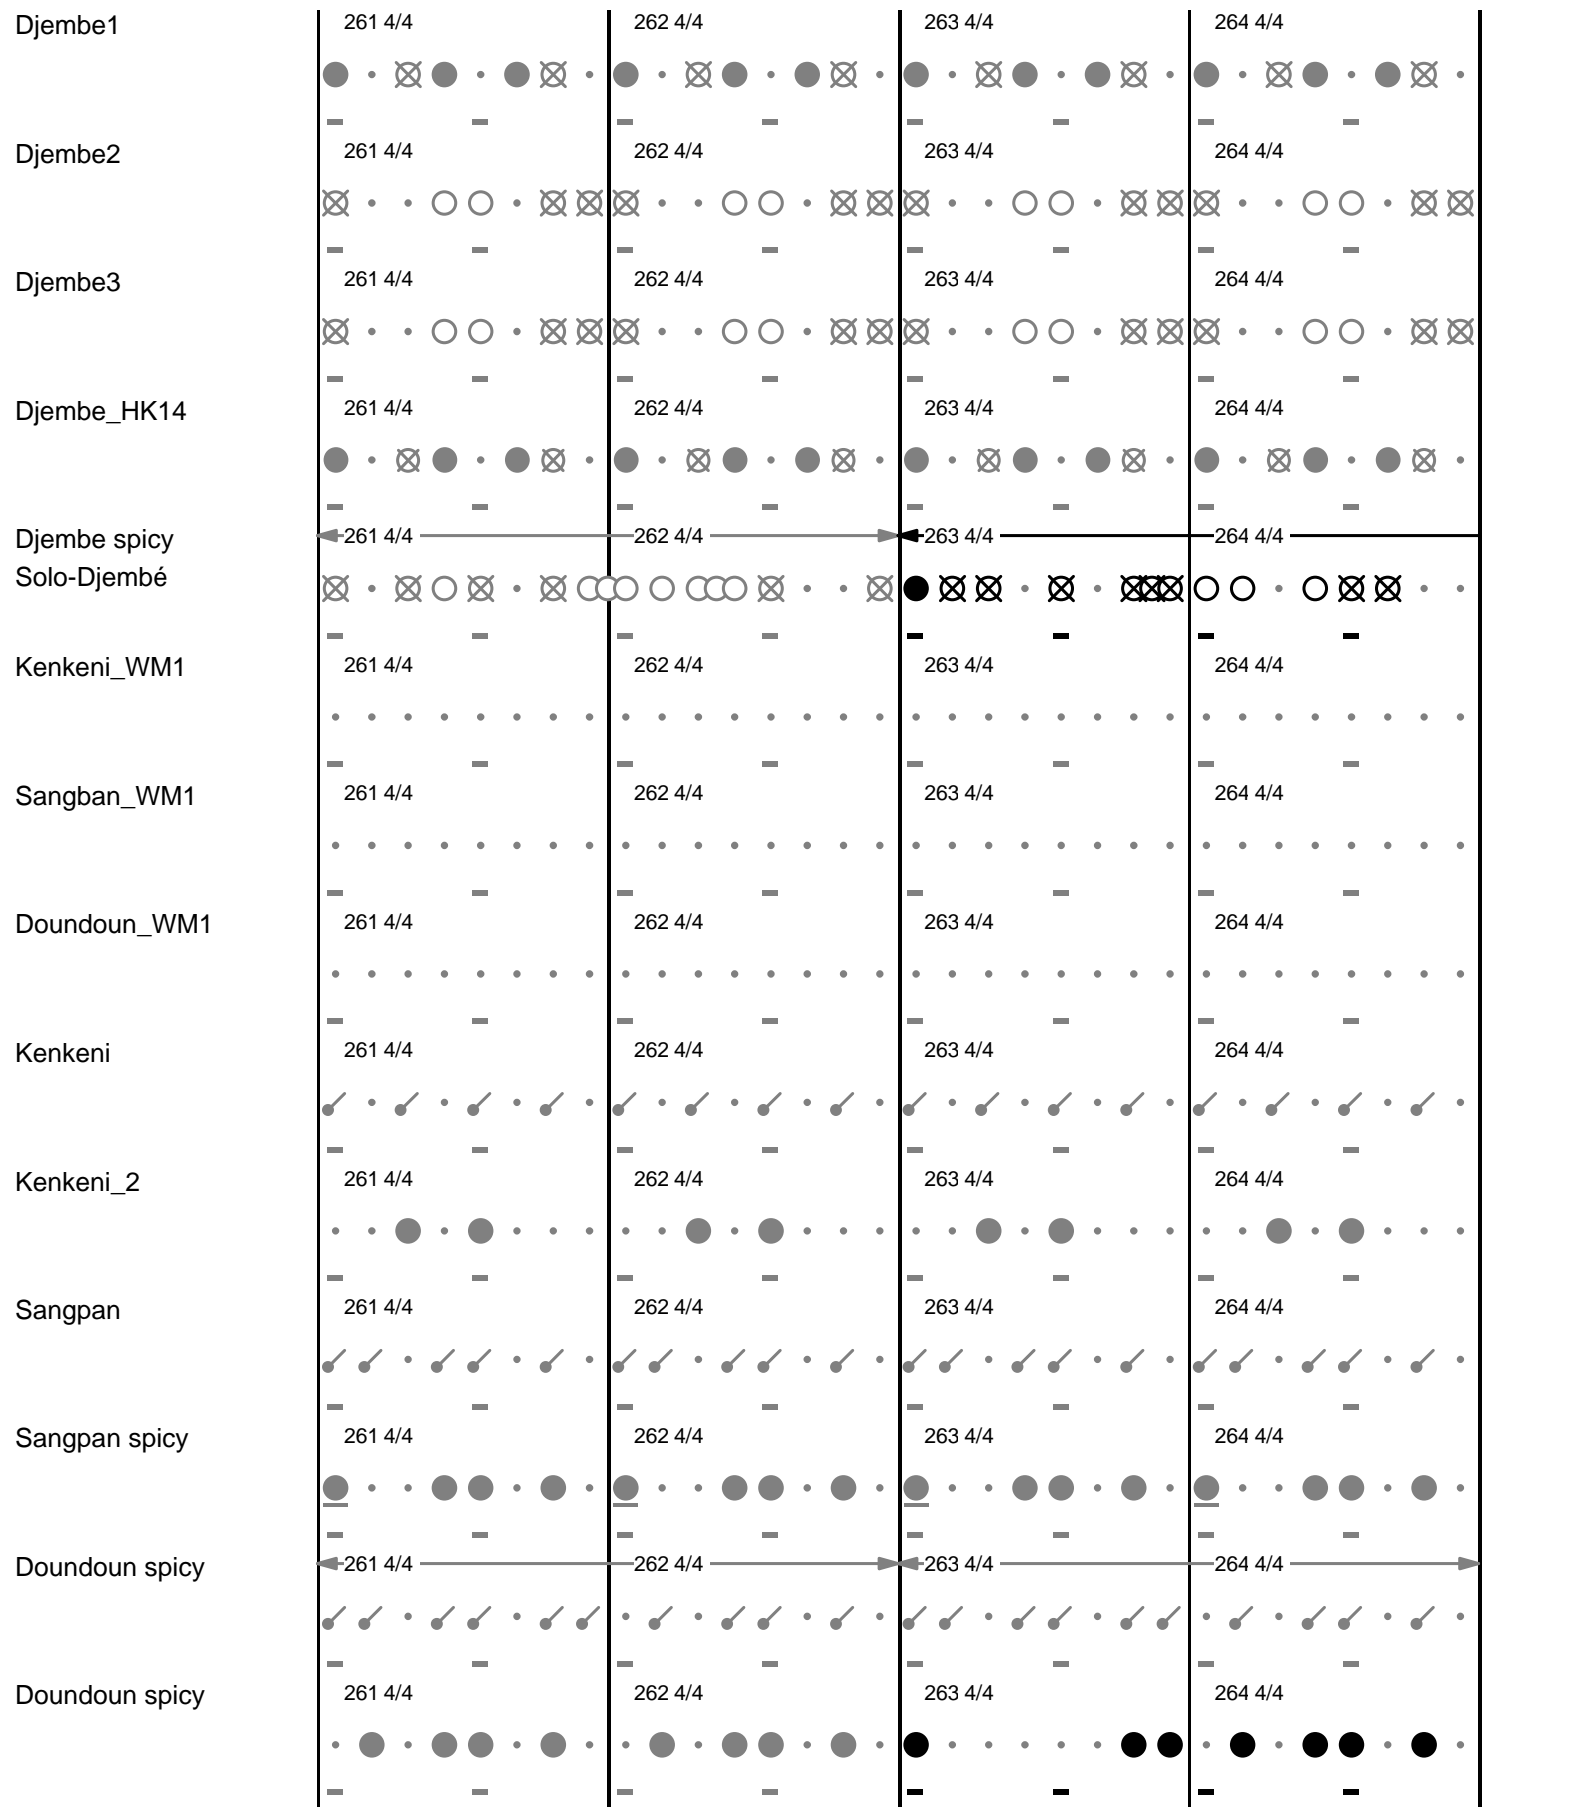 Djembe1 261 4/4 262 4/4 263 4/4 264 4/4
Djembe2 261 4/4 262 4/4 263 4/4 264 4/4
Djembe3 261 4/4 262 4/4 263 4/4 264 4/4
Djembe_HK14 261 4/4 262 4/4 263 4/4 264 4/4
Djembe spicy 261 4/4 262 4/4 263 4/4 264 4/4
Solo-Djembé
Kenkeni_WM1 261 4/4 262 4/4 263 4/4 264 4/4
Sangban_WM1 261 4/4 262 4/4 263 4/4 264 4/4
Doundoun_WM1 261 4/4 262 4/4 263 4/4 264 4/4
Kenkeni 261 4/4 262 4/4 263 4/4 264 4/4
Kenkeni_2 261 4/4 262 4/4 263 4/4 264 4/4
Sangpan 261 4/4 262 4/4 263 4/4 264 4/4
Sangpan spicy 261 4/4 262 4/4 263 4/4 264 4/4
Doundoun spicy 261 4/4 262 4/4 263 4/4 264 4/4
Doundoun spicy 261 4/4 262 4/4 263 4/4 264 4/4